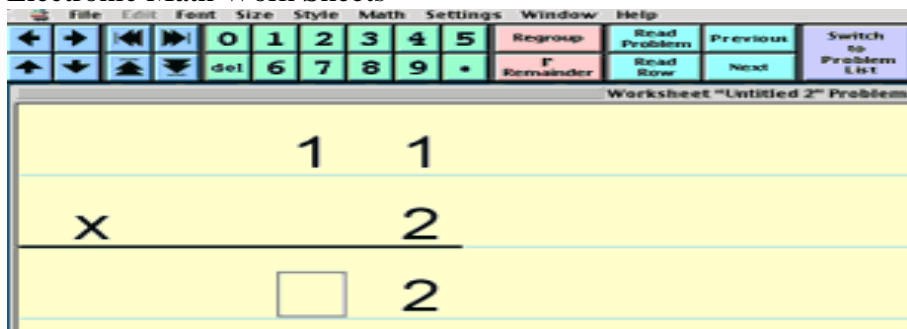 Electronic Math Work Sheets
File Edit Font Size Style Math Settings Window Help
0 1 2 3 4 5 Regroup Read Problem Previous Switch to Problem List
del 6 7 8 9 . r Remainder Read Row Next
Worksheet "Untitled 2" Problem
1 1
x 2
2